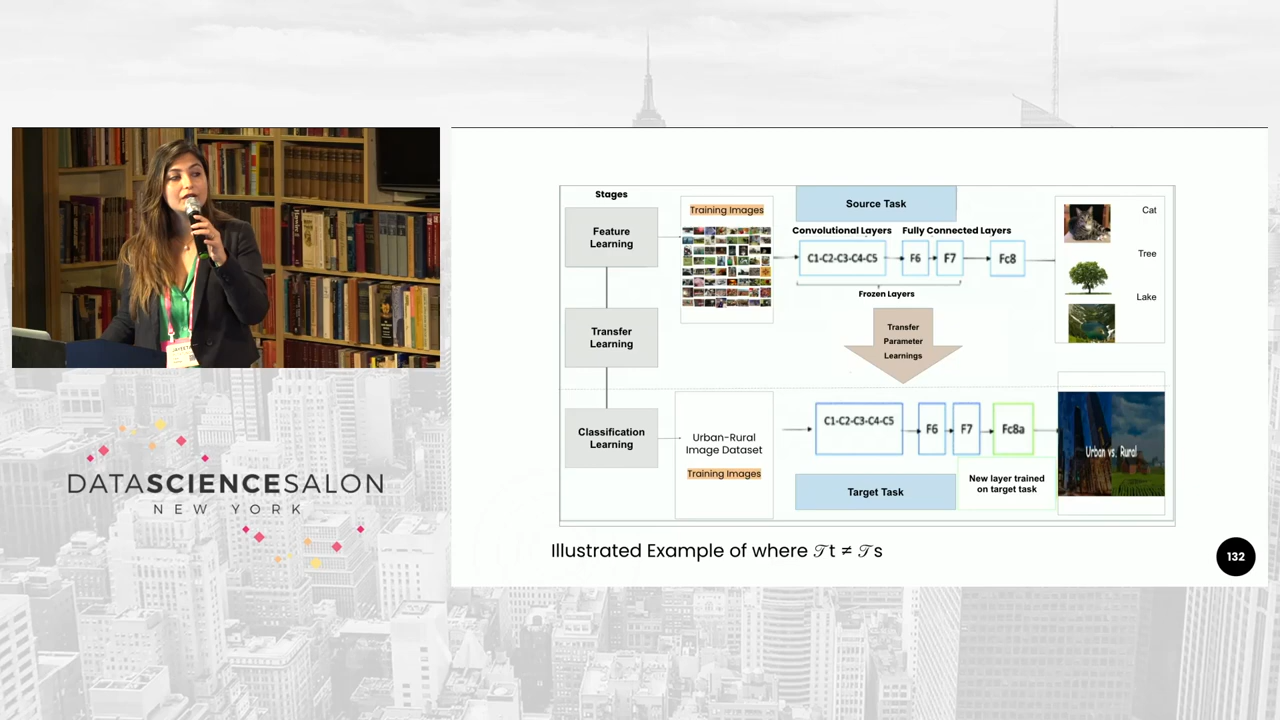 Stages
Feature
Learning
Transfer
Learning
Classification
Learning
Training Images
Source Task
Convolutional Layers
Fully Connected Layers
C1-C2-C3-C4-C5
F6
F7
Fc8
Frozen Layers
Cat
Tree
Lake
Transfer
Parameter
Learnings
Urban-Rural
Image Dataset
Training Images
C1-C2-C3-C4-C5
F6
F7
Fc8a
Target Task
New layer trained
on target task
Urban vs. Rural
Illustrated Example of where 𝒯t ≠ 𝒯s
132
DATASCIENCESALON
NEW YORK